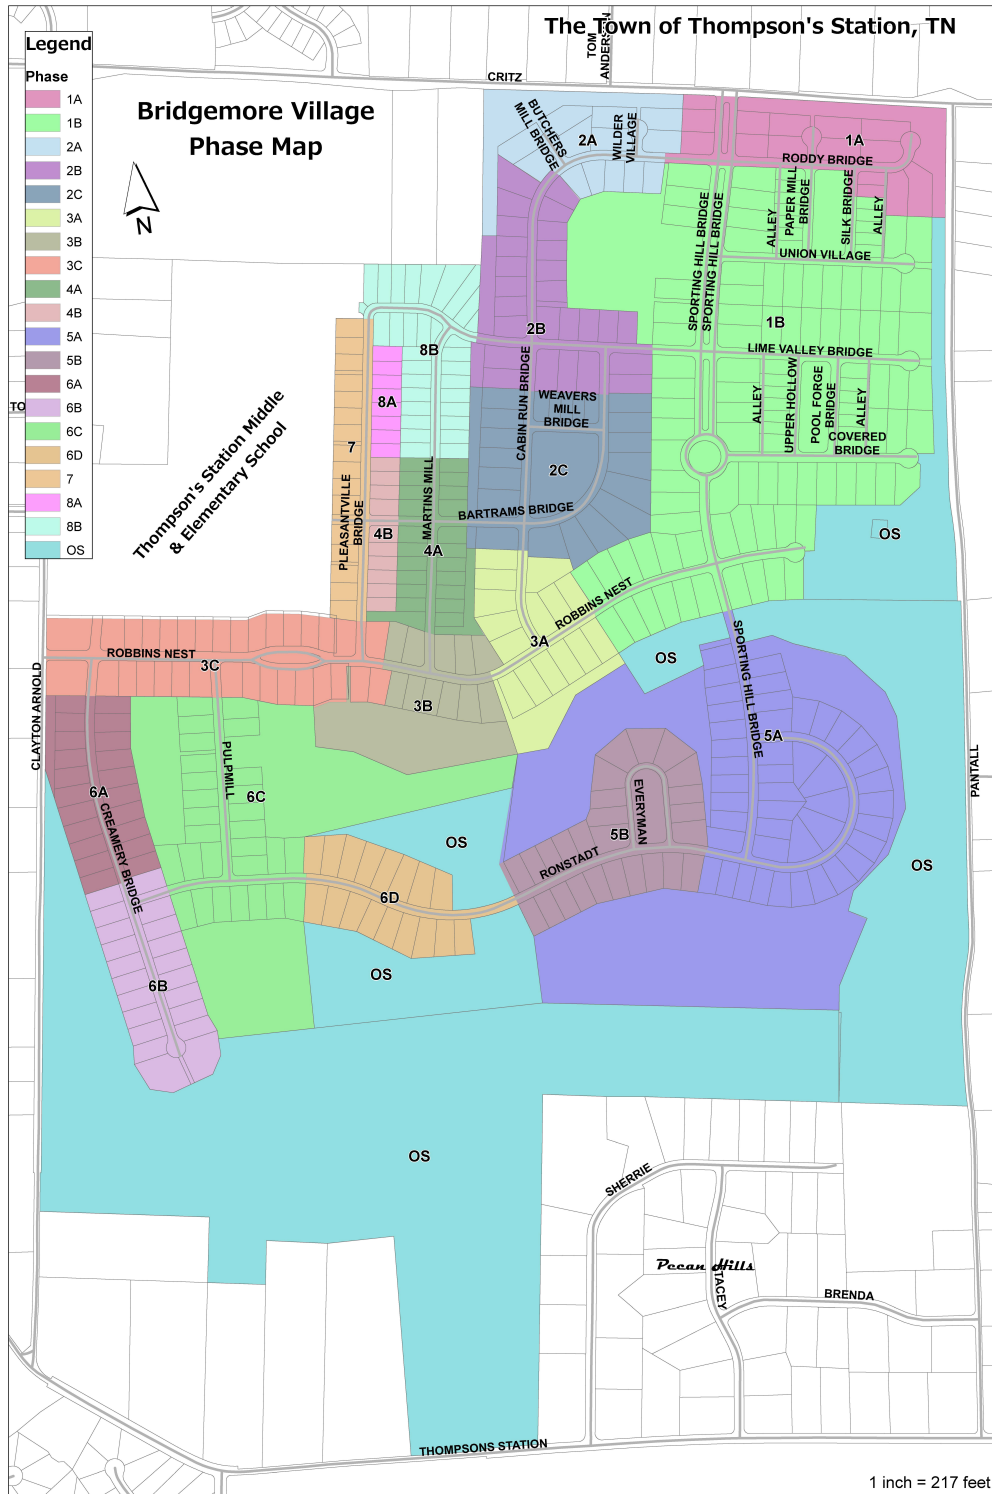 The Town of Thompson's Station, TN
Legend
Phase
1A
1B
2A
2B
2C
3A
3B
3C
4A
4B
5A
5B
6A
6B
6C
6D
7
8A
8B
OS
Bridgemore Village
Phase Map
N
TOM
ANDERSON
CRITZ
BUTCHERS
MILL BRIDGE
2A
WILDER
VILLAGE
1A
RODDY BRIDGE
SPORTING HILL BRIDGE
SPORTING HILL BRIDGE
ALLEY
PAPER MILL
BRIDGE
SILK BRIDGE
ALLEY
UNION VILLAGE
1B
2B
8B
LIME VALLEY BRIDGE
8A
CABIN RUN BRIDGE
WEAVERS
MILL
BRIDGE
ALLEY
UPPER HOLLOW
POOL FORGE
BRIDGE
ALLEY
COVERED
BRIDGE
TO
Thompson's Station Middle
& Elementary School
7
2C
PLEASANTVILLE
BRIDGE
MARTINS MILL
BARTRAMS BRIDGE
4B
4A
OS
ROBBINS NEST
3A
OS
SPORTING HILL BRIDGE
ROBBINS NEST
3C
3B
CLAYTON ARNOLD
PULPMILL
5A
PANTALL
6A
6C
CREAMERY BRIDGE
EVERYMAN
5B
OS
RONSTADT
OS
6D
OS
6B
OS
SHERRIE
Pecan Hills
STACEY
BRENDA
THOMPSONS STATION
1 inch = 217 feet